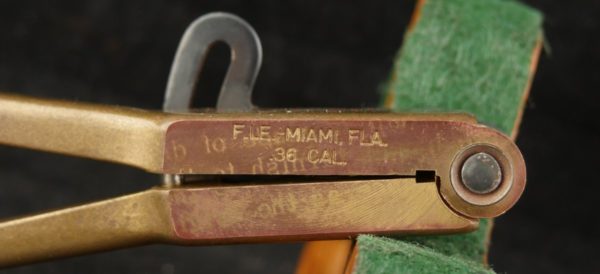 F.I.E. MIAMI, FLA.
.36 CAL.